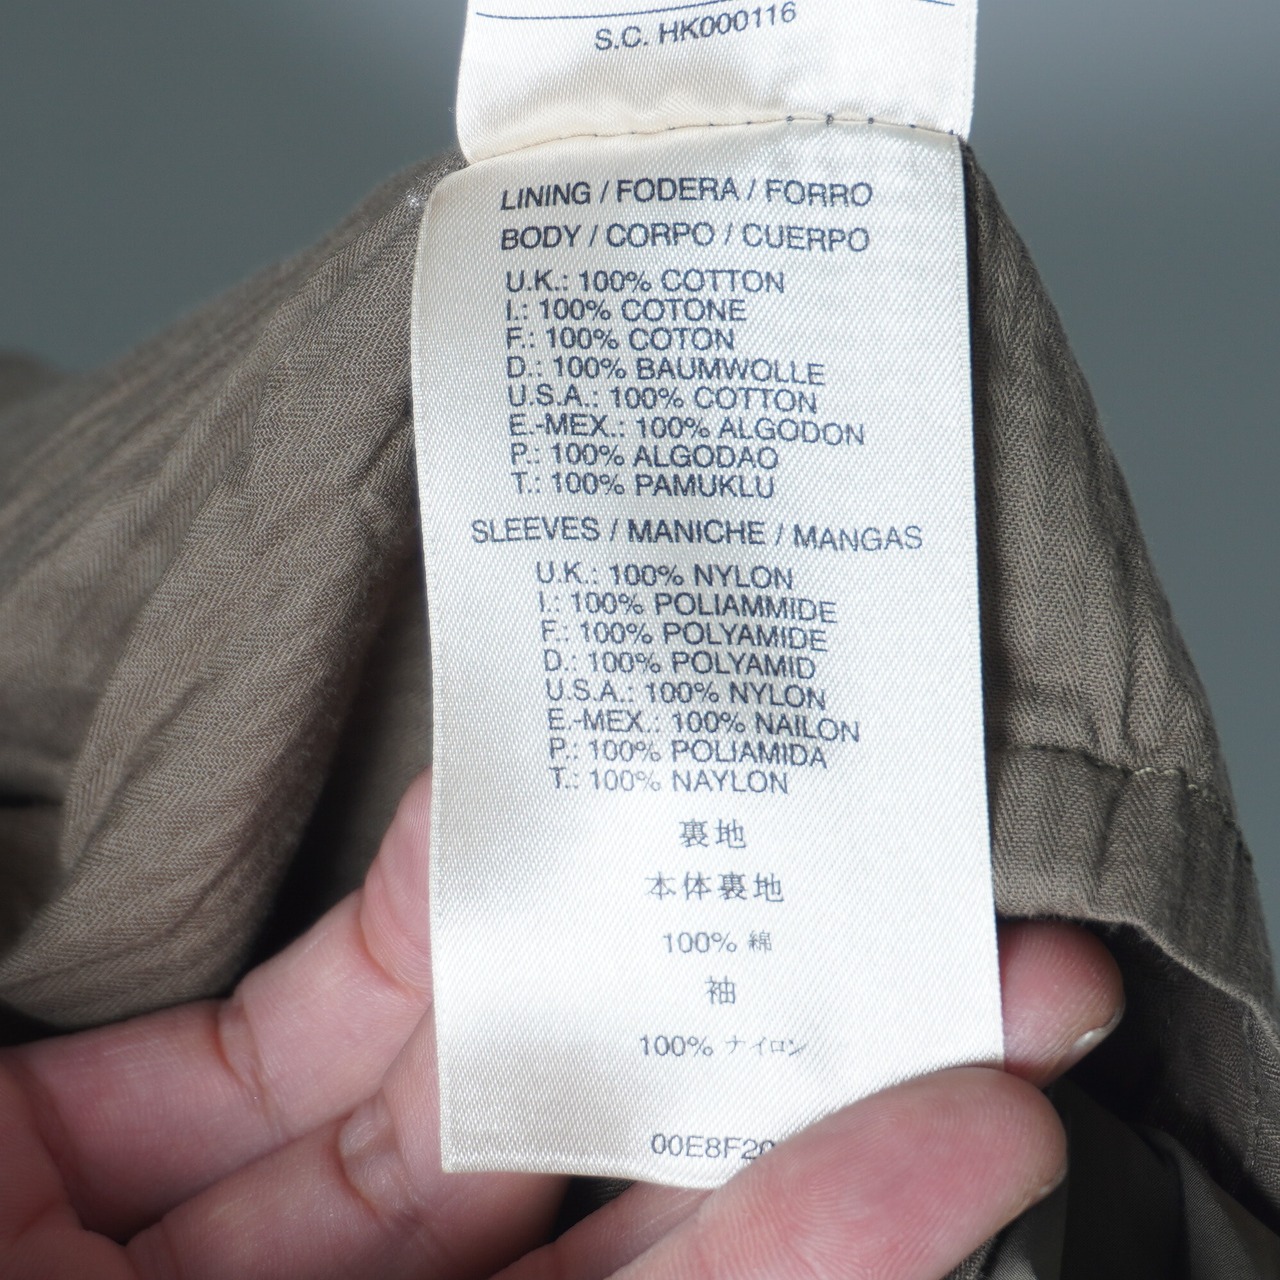 S.C. HK000116
LINING / FODERA / FORRO
BODY / CORPO / CUERPO
U.K.: 100% COTTON
I.: 100% COTONE
F.: 100% COTON
D.: 100% BAUMWOLLE
U.S.A.: 100% COTTON
E.-MEX.: 100% ALGODON
P.: 100% ALGODAO
T.: 100% PAMUKLU
SLEEVES / MANICHE / MANGAS
U.K.: 100% NYLON
I.: 100% POLIAMMIDE
F.: 100% POLYAMIDE
D.: 100% POLYAMID
U.S.A.: 100% NYLON
E.-MEX.: 100% NAILON
P.: 100% POLIAMIDA
T.: 100% NAYLON
裏地
本体裏地
100% 綿
袖
100% ナイロン